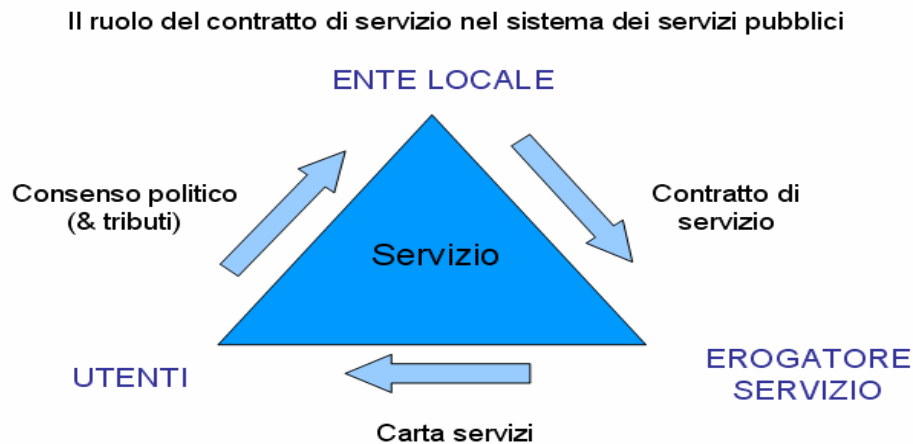 Il ruolo del contratto di servizio nel sistema dei servizi pubblici
ENTE LOCALE
Consenso politico
(& tributi)
Contratto di
servizio
Servizio
UTENTI
EROGATORE
SERVIZIO
Carta servizi